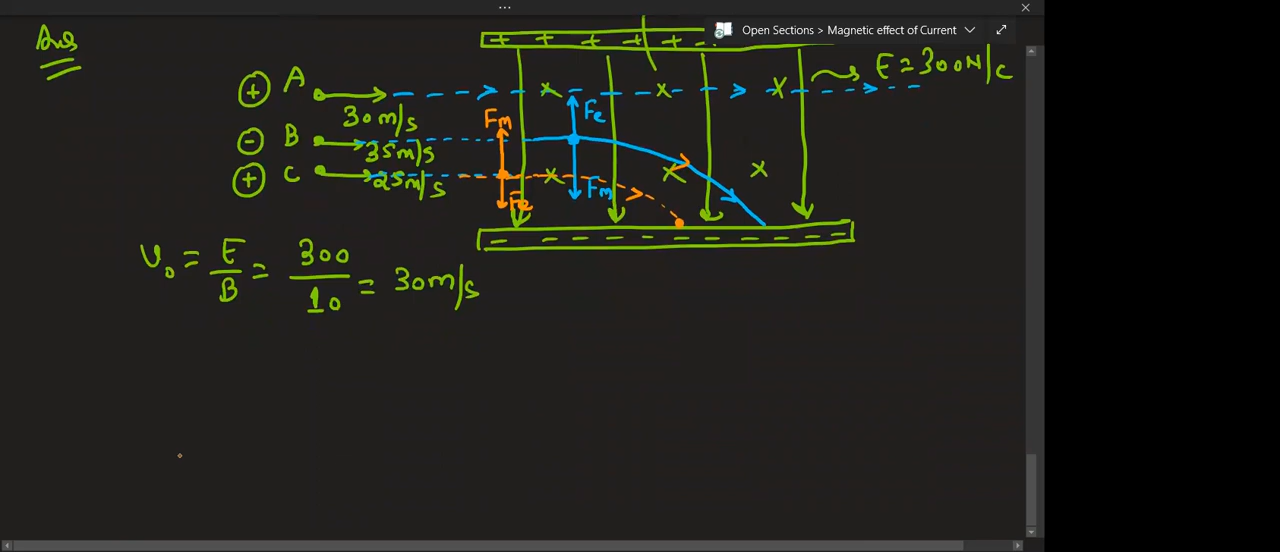 Open Sections > Magnetic effect of Current
Ans
+ + + + + -
E = 300 N/C
+ A
30 m/s
Fm
Fe
- B
35 m/s
+ C
25 m/s
Fe
Fm
x x x
x x x
- - - - - - - - - - -
V₀ = E/B = 300/10 = 30 m/s